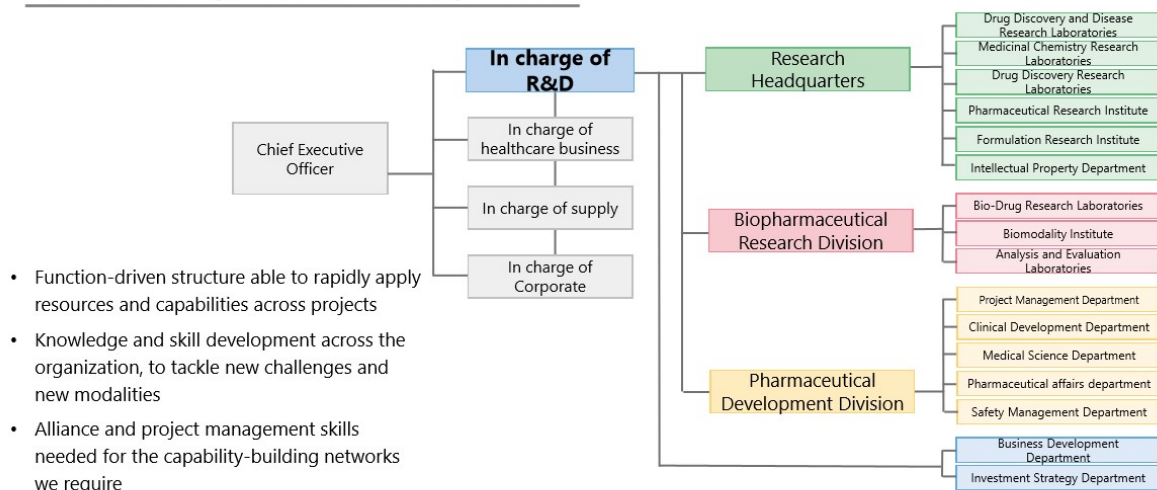 In charge of
R&D
Research
Headquarters
Drug Discovery and Disease
Research Laboratories
Medicinal Chemistry Research
Laboratories
Drug Discovery Research
Laboratories
Pharmaceutical Research Institute
Formulation Research Institute
Intellectual Property Department
Chief Executive
Officer
In charge of
healthcare business
In charge of supply
In charge of
Corporate
Biopharmaceutical
Research Division
Bio-Drug Research Laboratories
Biomodality Institute
Analysis and Evaluation
Laboratories
• Function-driven structure able to rapidly apply
resources and capabilities across projects
• Knowledge and skill development across the
organization, to tackle new challenges and
new modalities
• Alliance and project management skills
needed for the capability-building networks
we require
Pharmaceutical
Development Division
Project Management Department
Clinical Development Department
Medical Science Department
Pharmaceutical affairs department
Safety Management Department
Business Development
Department
Investment Strategy Department